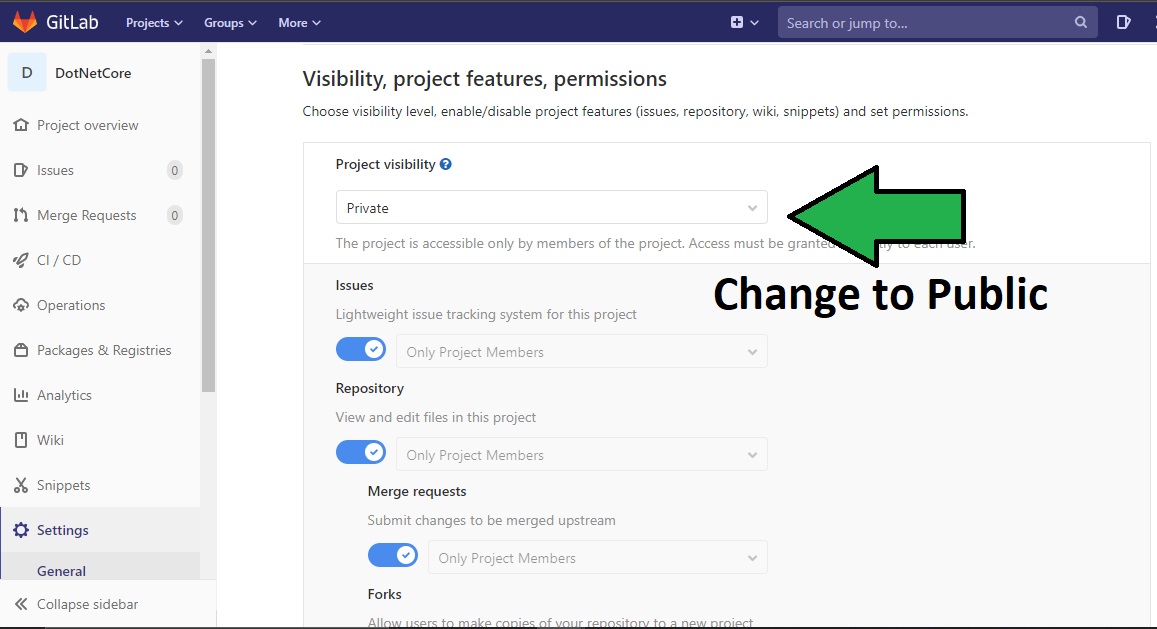 GitLab Projects Groups More Search or jump to...
D DotNetCore
Project overview
Issues 0
Merge Requests 0
CI / CD
Operations
Packages & Registries
Analytics
Wiki
Snippets
Settings
General
Collapse sidebar
Visibility, project features, permissions
Choose visibility level, enable/disable project features (issues, repository, wiki, snippets) and set permissions.
Project visibility ?
Private
The project is accessible only by members of the project. Access must be granted to each user.
Change to Public
Issues
Lightweight issue tracking system for this project
Only Project Members
Repository
View and edit files in this project
Only Project Members
Merge requests
Submit changes to be merged upstream
Only Project Members
Forks
Allow users to make copies of your repository to a new project